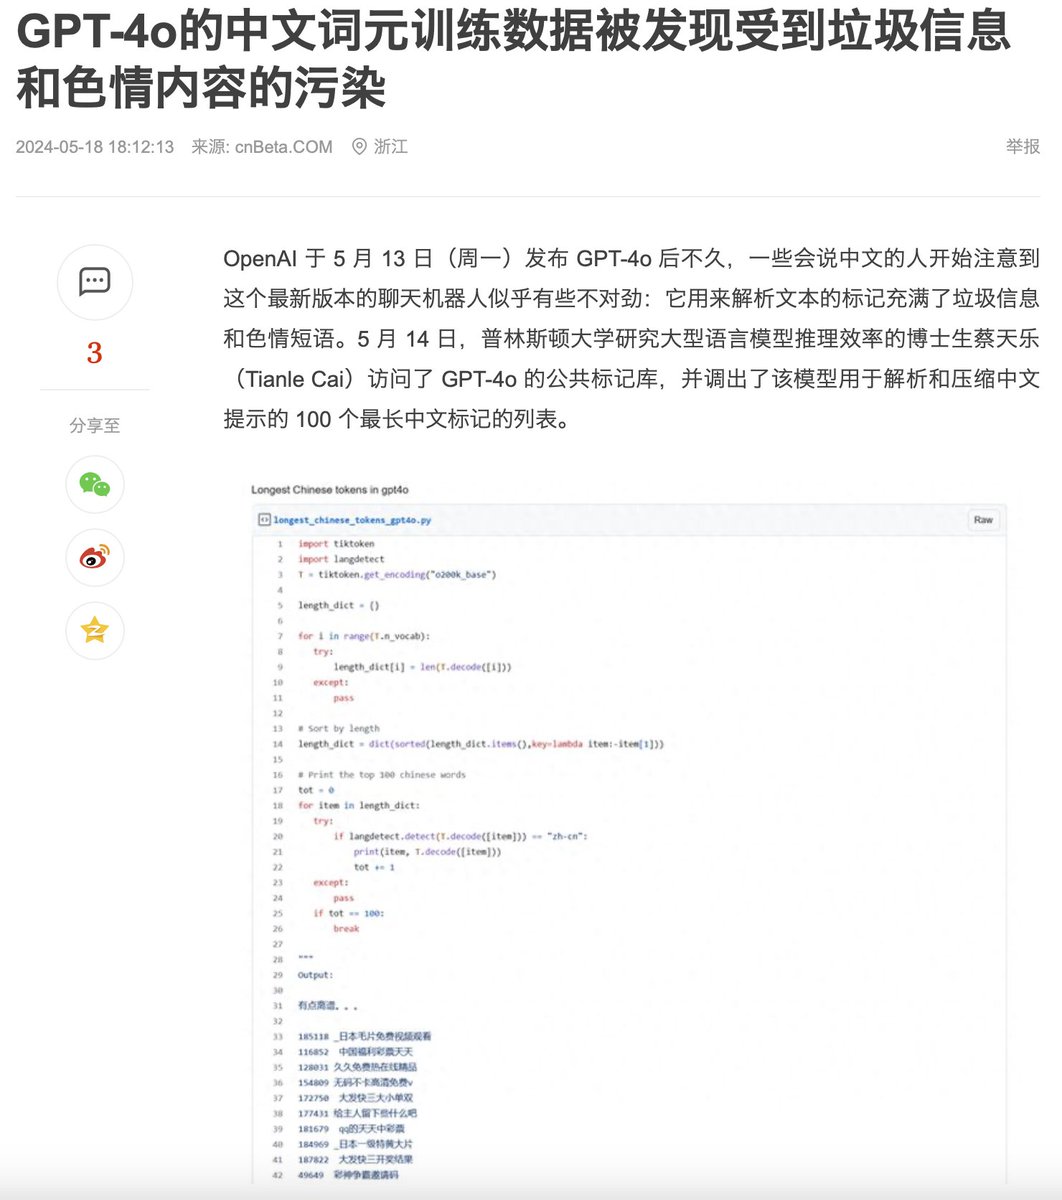 GPT-4o的中文词元训练数据被发现受到垃圾信息
和色情内容的污染
2024-05-18 18:12:13 来源: cnBeta.COM 浙江 举报
3
分享至
OpenAI 于 5 月 13 日（周一）发布 GPT-4o 后不久，一些会说中文的人开始注意到
这个最新版本的聊天机器人似乎有些不对劲：它用来解析文本的标记充满了垃圾信息
和色情短语。5 月 14 日，普林斯顿大学研究大型语言模型推理效率的博士生蔡天乐
（Tianle Cai）访问了 GPT-4o 的公共标记库，并调出了该模型用于解析和压缩中文
提示的 100 个最长中文标记的列表。
Longest Chinese tokens in gpt4o
longest_chinese_tokens_gpt4o.py Raw
1 import tiktoken
2 import langdetect
3 T = tiktoken.get_encoding("o200k_base")
4
5 length_dict = {}
6
7 for i in range(T.n_vocab):
8 try:
9 length_dict[i] = len(T.decode([i]))
10 except:
11 pass
12
13 # Sort by length
14 length_dict = dict(sorted(length_dict.items(),key=lambda item:-item[1]))
15
16 # Print the top 100 chinese words
17 tot = 0
18 for item in length_dict:
19 try:
20 if langdetect.detect(T.decode([item])) == "zh-cn":
21 print(item, T.decode([item]))
22 tot += 1
23 except:
24 pass
25 if tot == 100:
26 break
27
28 """
29 Output:
30
31 有点离谱。。。
32
33 185118 _日本毛片免费视频观看
34 116852 中国福利彩票天天
35 128031 久久免费热在线精品
36 154809 无码不卡高清免费v
37 172750 大发快三大小单双
38 177431 给主人留下些什么吧
39 181679 qq的天天中彩票
40 184969 _日本一级特黄大片
41 187822 大发快三开奖结果
42 49649 彩神争霸邀请码